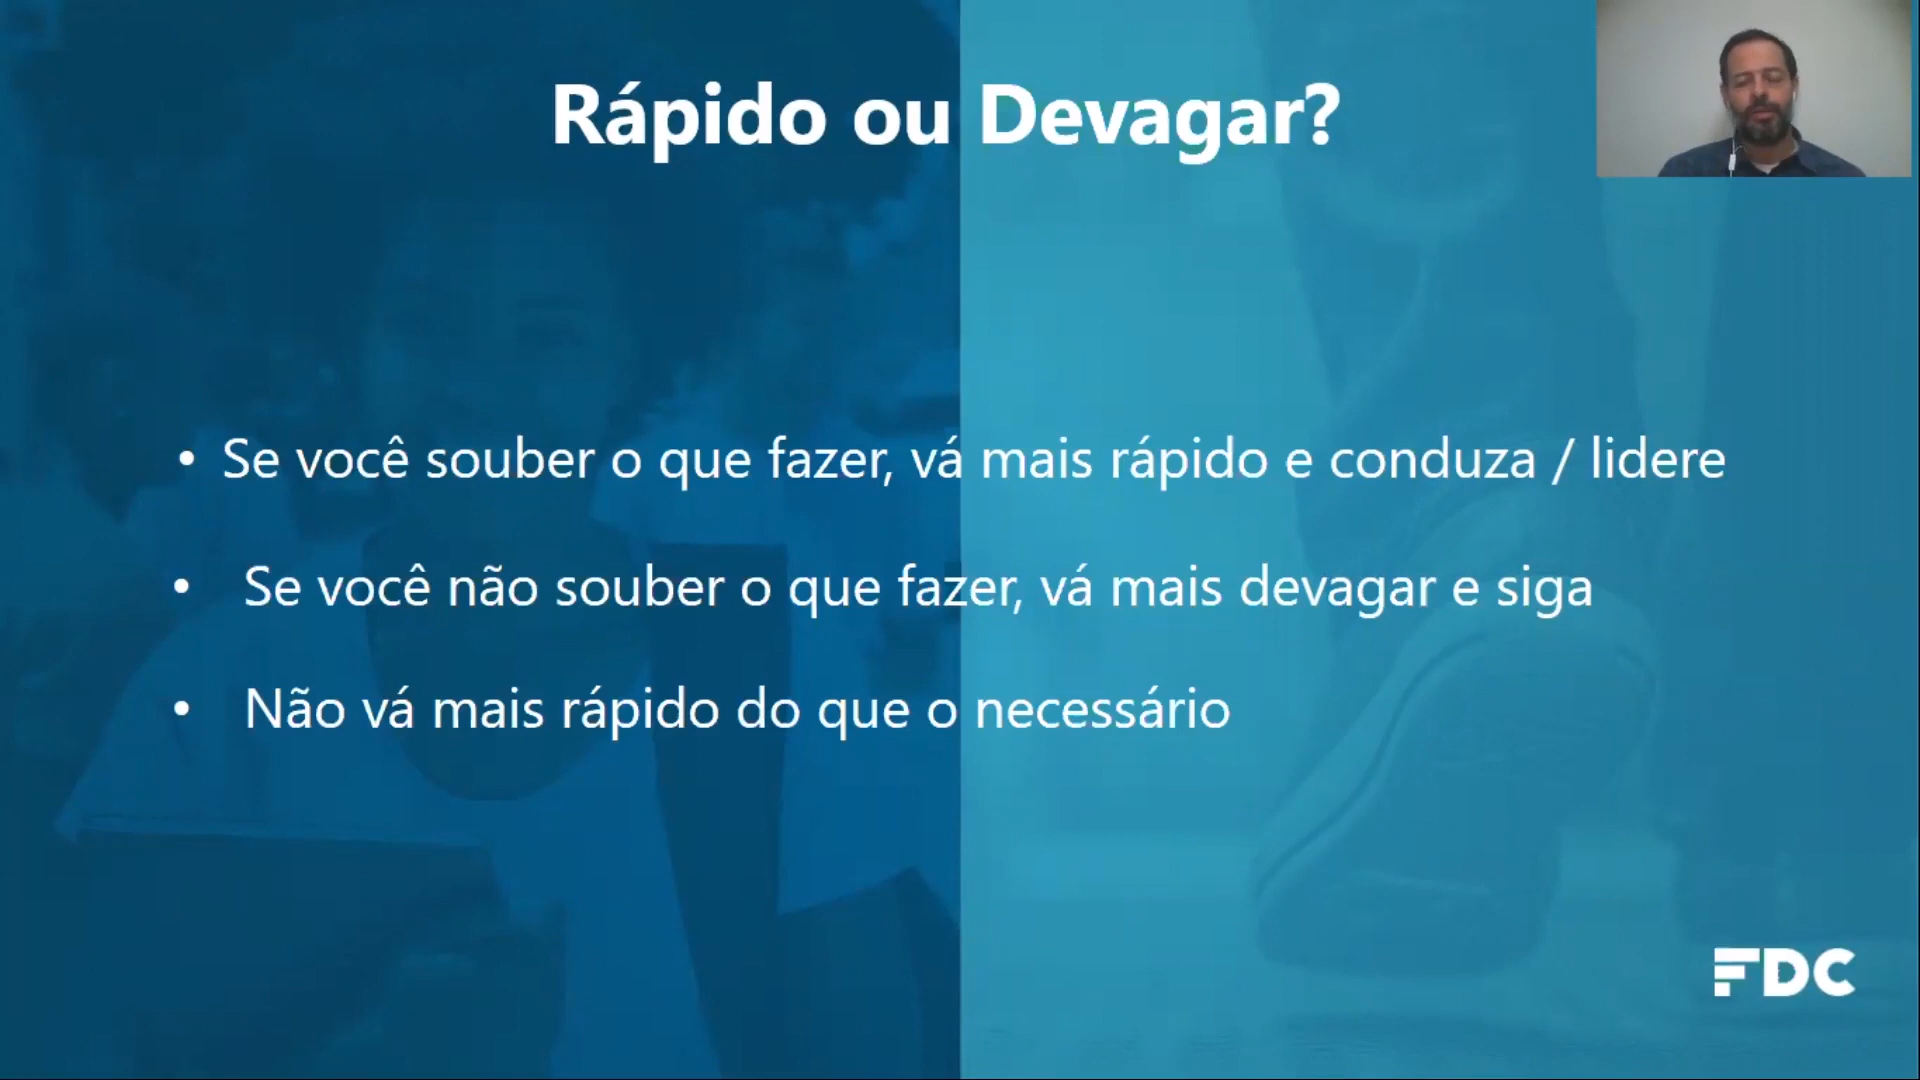 Rápido ou Devagar?
• Se você souber o que fazer, vá mais rápido e conduza / lidere
• Se você não souber o que fazer, vá mais devagar e siga
• Não vá mais rápido do que o necessário
FDC